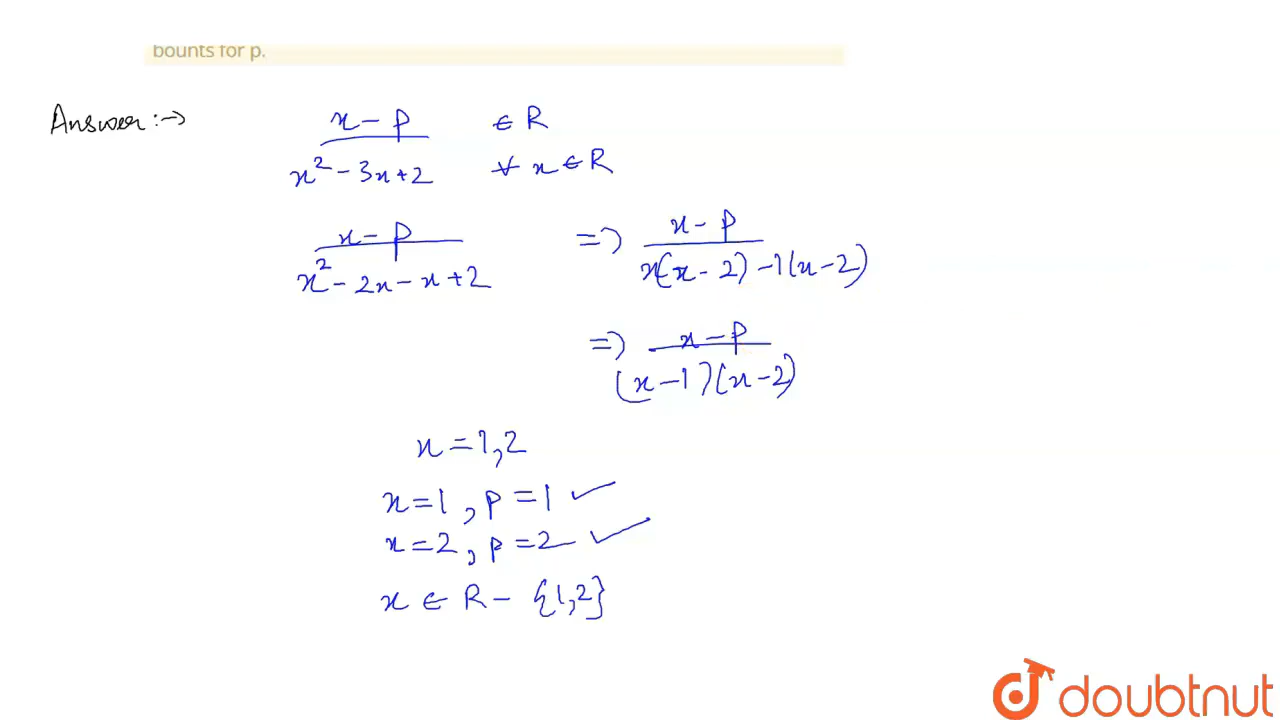 bounts for p.
Answer:→
x-p ∈ R
x²-3x+2 ∀ x ∈ R
x-p => x-p
x²-2x-x+2 x(x-2)-1(x-2)
=> x-p
(x-1)(x-2)
x=1,2
x=1, p=1 ✓
x=2, p=2 ✓
x ∈ R - {1,2}
doubtnut